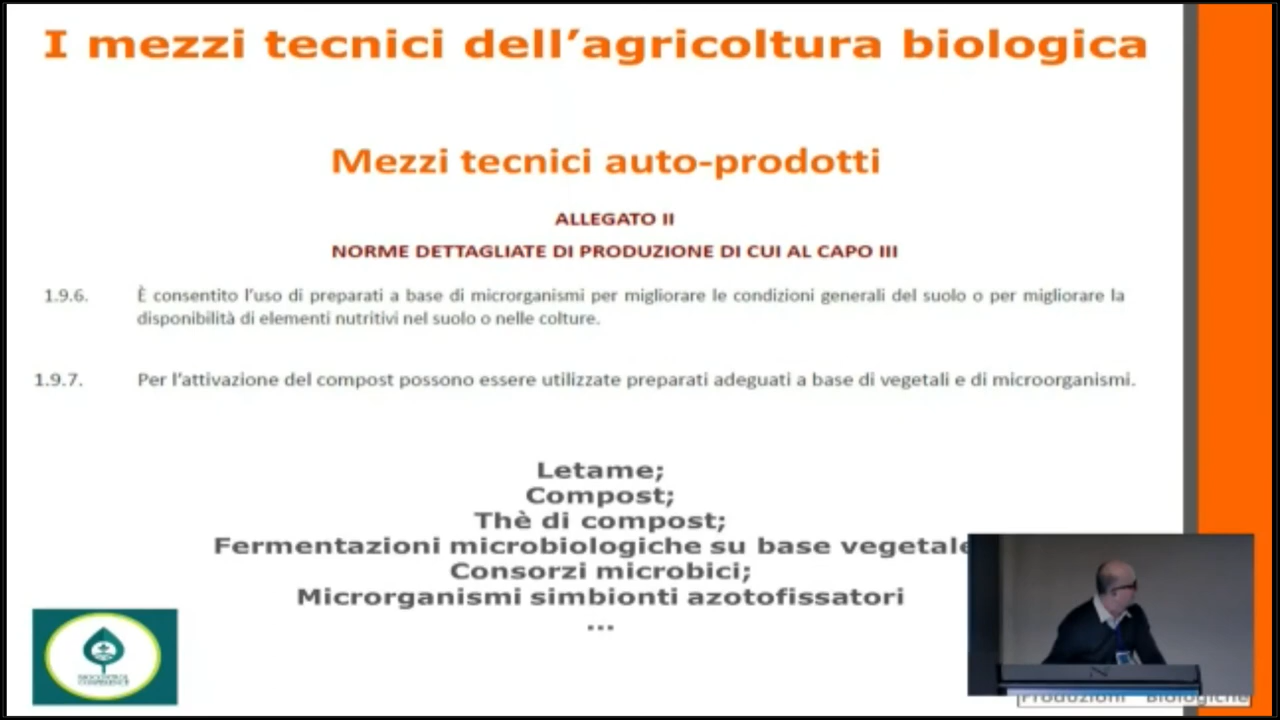 I mezzi tecnici dell’agricoltura biologica
Mezzi tecnici auto-prodotti
ALLEGATO II
NORME DETTAGLIATE DI PRODUZIONE DI CUI AL CAPO III
1.9.6. È consentito l’uso di preparati a base di microrganismi per migliorare le condizioni generali del suolo o per migliorare la
disponibilità di elementi nutritivi nel suolo o nelle colture.
1.9.7. Per l’attivazione del compost possono essere utilizzate preparati adeguati a base di vegetali e di microorganismi.
Letame;
Compost;
Thè di compost;
Fermentazioni microbiologiche su base vegetale
Consorzi microbici;
Microrganismi simbionti azotofissatori
...
BIOCONTROL
CONFERENCE
Produzioni Biologiche